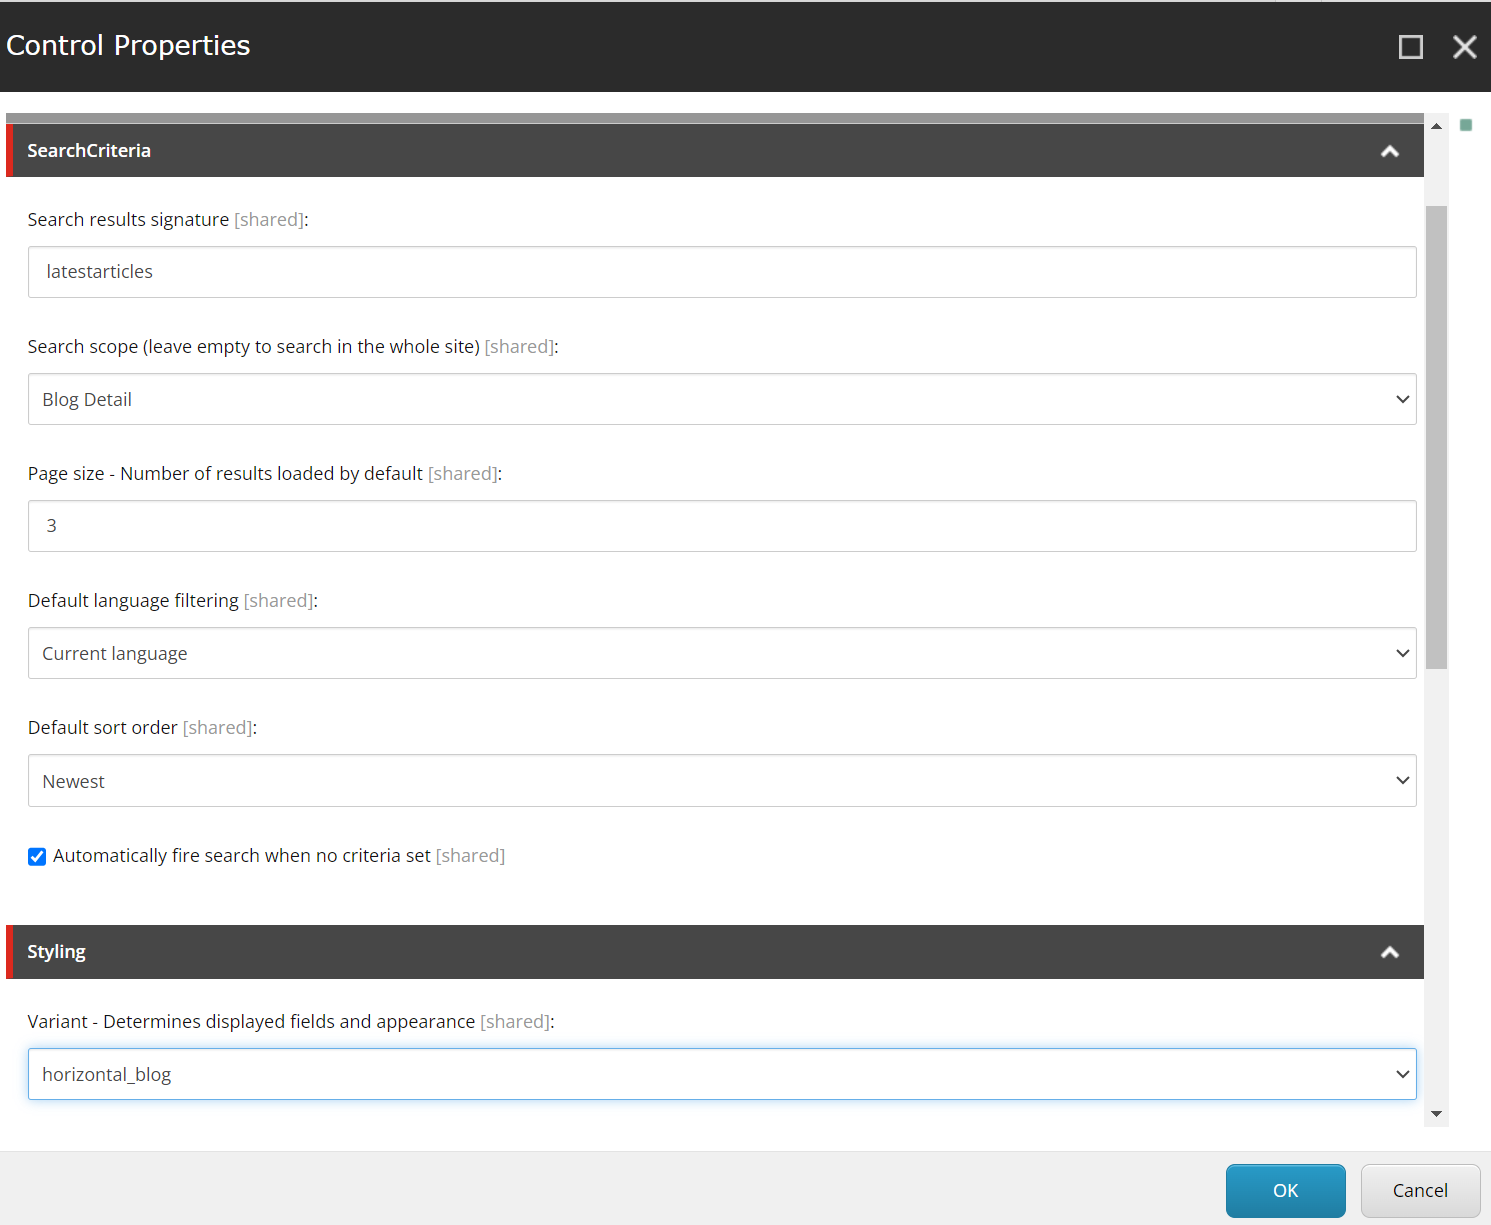 Control Properties
SearchCriteria
Search results signature [shared]:
latestarticles
Search scope (leave empty to search in the whole site) [shared]:
Blog Detail
Page size - Number of results loaded by default [shared]:
3
Default language filtering [shared]:
Current language
Default sort order [shared]:
Newest
Automatically fire search when no criteria set [shared]
Styling
Variant - Determines displayed fields and appearance [shared]:
horizontal_blog
OK Cancel